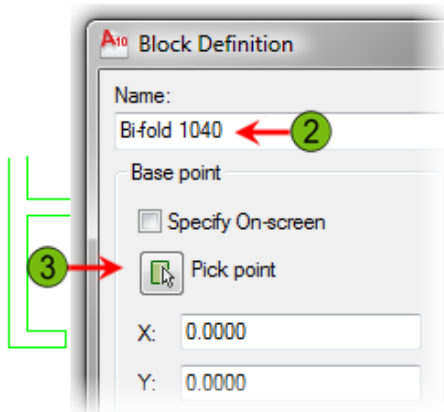 A10 Block Definition
Name:
Bi-fold 1040
2
Base point
Specify On-screen
3
Pick point
X: 0.0000
Y: 0.0000